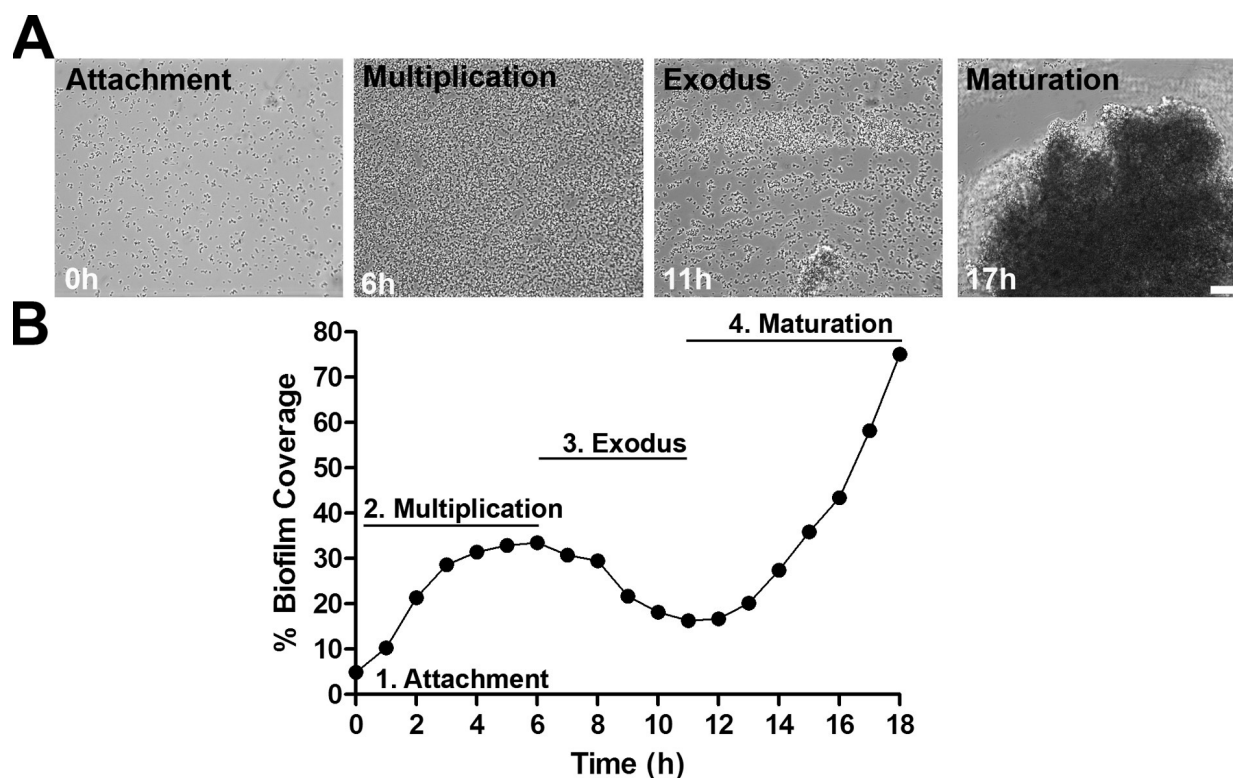 A
Attachment
Multiplication
Exodus
Maturation
0h
6h
11h
17h
B
80
70
60
50
40
30
20
10
0
% Biofilm Coverage
4. Maturation
3. Exodus
2. Multiplication
1. Attachment
0 2 4 6 8 10 12 14 16 18
Time (h)